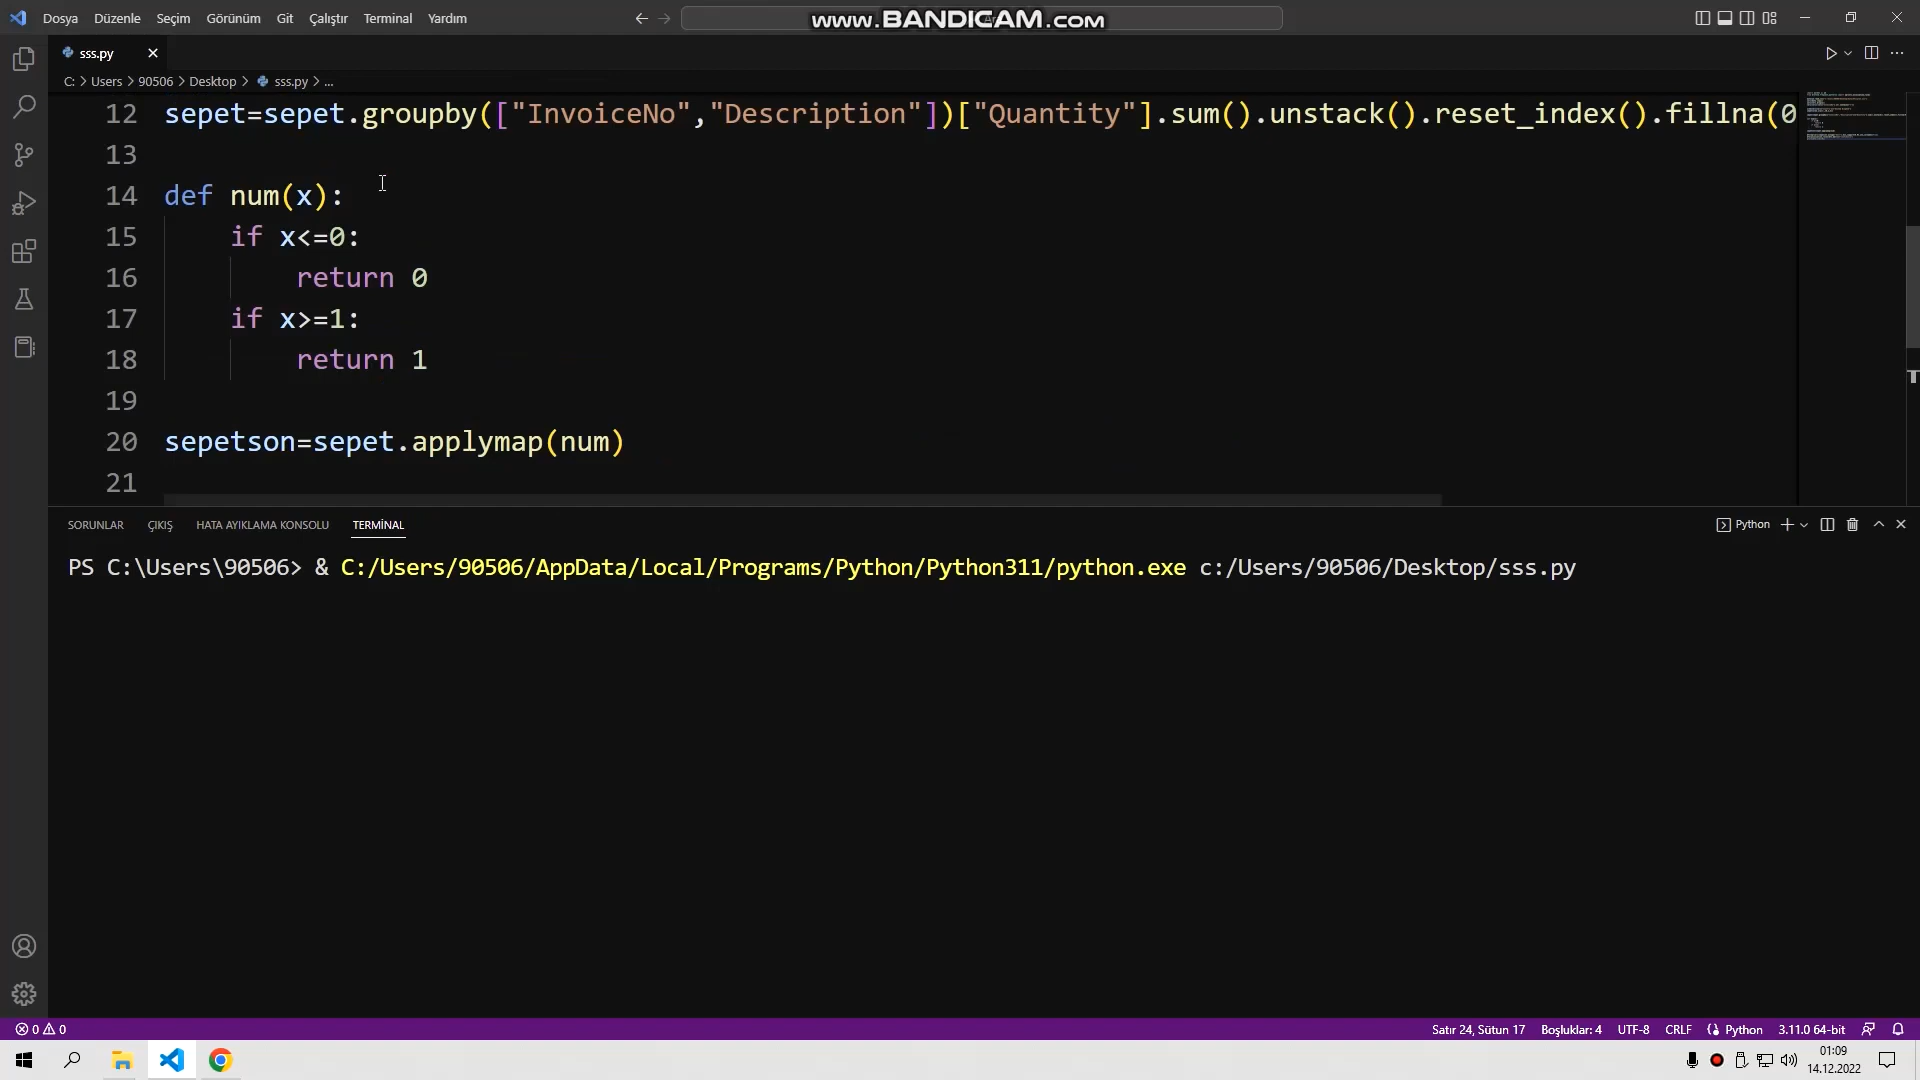 Dosya Düzenle Seçim Görünüm Git Çalıştır Terminal Yardım
www.BANDICAM.com
sss.py
C: > Users > 90506 > Desktop > sss.py > ...
12 sepet=sepet.groupby(["InvoiceNo","Description"])["Quantity"].sum().unstack().reset_index().fillna(0
13
14 def num(x):
15 if x<=0:
16 return 0
17 if x>=1:
18 return 1
19
20 sepetson=sepet.applymap(num)
21
SORUNLAR ÇIKIŞ HATA AYIKLAMA KONSOLU TERMİNAL
Python
PS C:\Users\90506> & C:/Users/90506/AppData/Local/Programs/Python/Python311/python.exe c:/Users/90506/Desktop/sss.py
0 0
Satır 24, Sütun 17 Boşluklar: 4 UTF-8 CRLF Python 3.11.0 64-bit
01:09
14.12.2022